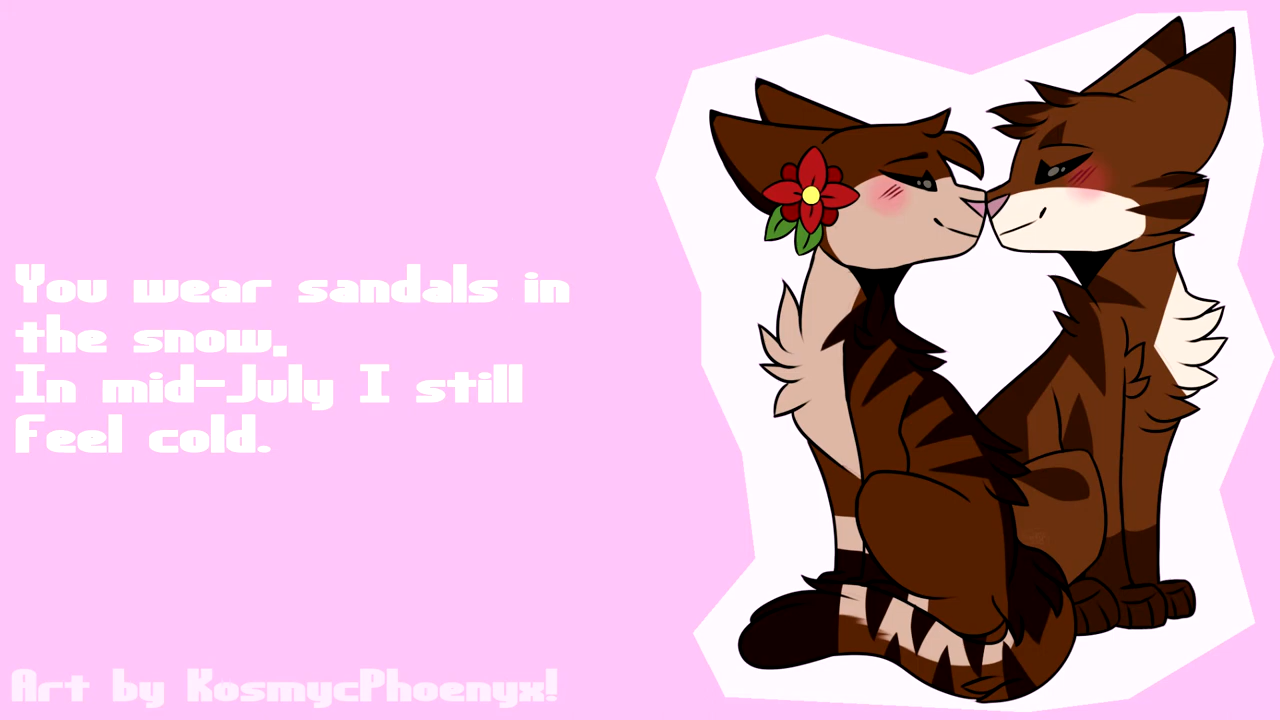 You wear sandals in
the snow.
In mid-July I still
feel cold.
Art by KosmycPhoenyx!